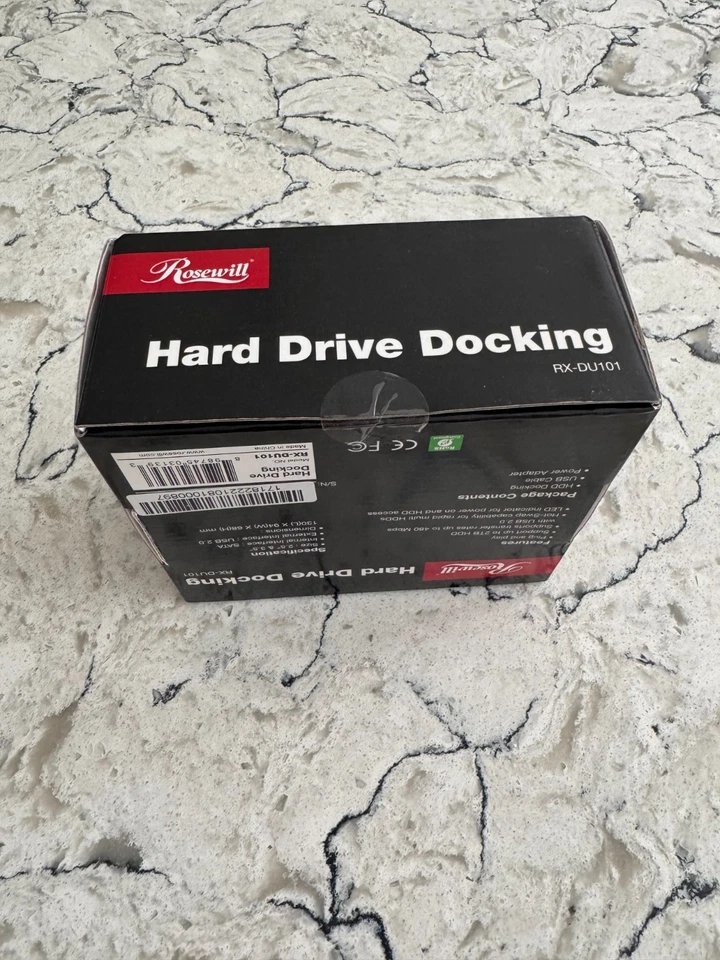 Rosewill®
Hard Drive Docking
RX-DU101
Rosewill
Hard Drive Docking
RX-DU101
Features
• Plug and play
• Support up to 2TB HDD
• Supports transfer rates up to 480 Mbps
with USB 2.0
• Hot-Swap capability for rapid multi HDDs
• LED indicator for power on and HDD access
Package Contents
• HDD Docking
• USB Cable
• Power Adapter
RoHS
CE FC
Specification
• Size : 2.5" & 3.5"
Internal Interface : SATA
• External Interface : USB 2.0
Dimensions
130(L) X 94(W) X 68(H) mm
S/N:
Hard Drive
Docking
Model NO.
RX-DU101
Made in China
www.rosewill.com